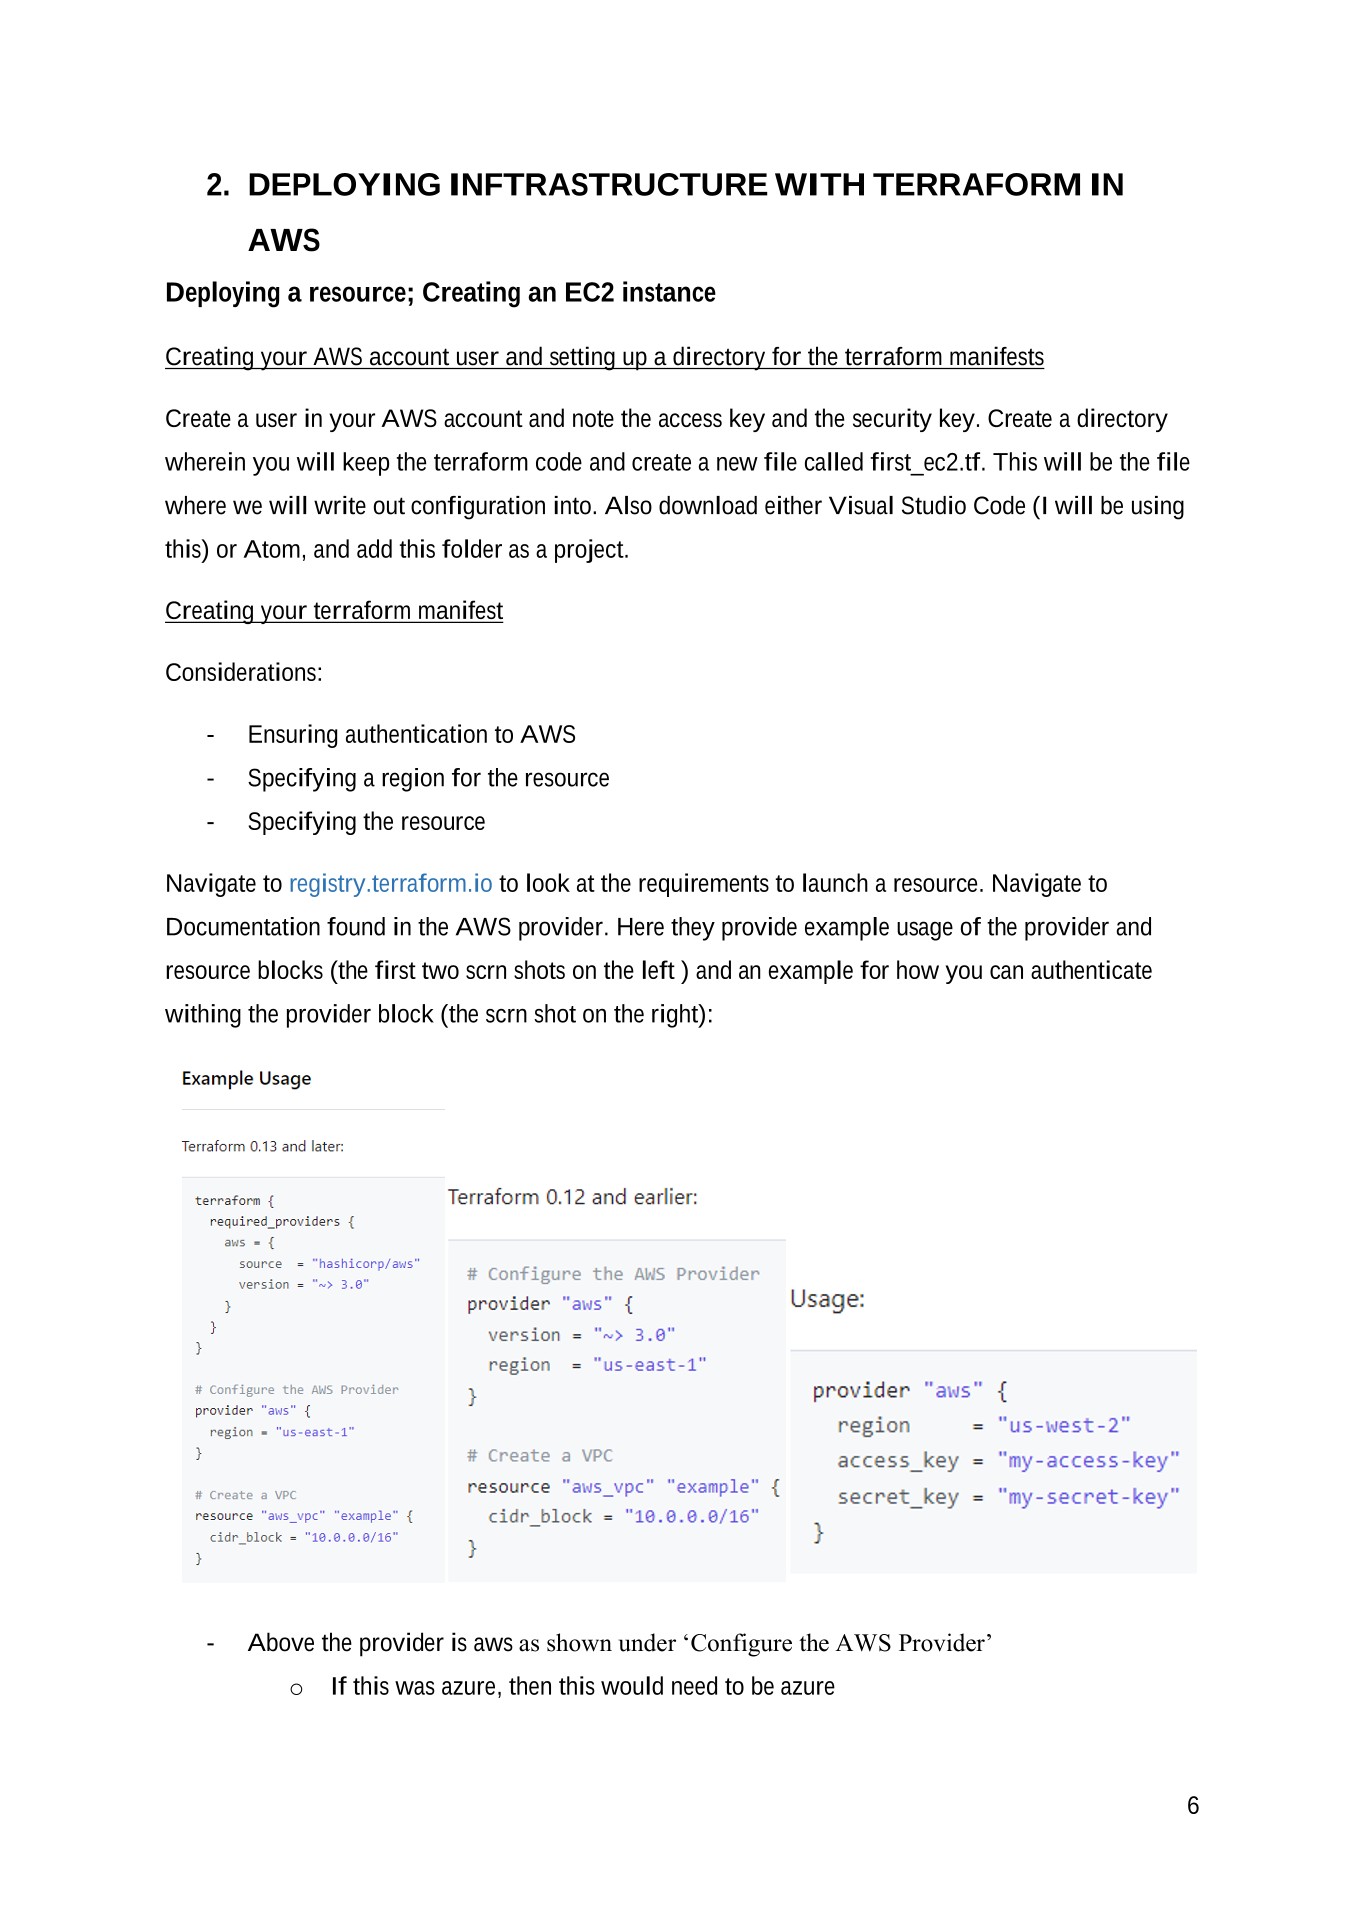 2. DEPLOYING INFTRASTRUCTURE WITH TERRAFORM IN
AWS
Deploying a resource; Creating an EC2 instance
Creating your AWS account user and setting up a directory for the terraform manifests
Create a user in your AWS account and note the access key and the security key. Create a directory
wherein you will keep the terraform code and create a new file called first_ec2.tf. This will be the file
where we will write out configuration into. Also download either Visual Studio Code (I will be using
this) or Atom, and add this folder as a project.
Creating your terraform manifest
Considerations:
- Ensuring authentication to AWS
- Specifying a region for the resource
- Specifying the resource
Navigate to registry.terraform.io to look at the requirements to launch a resource. Navigate to
Documentation found in the AWS provider. Here they provide example usage of the provider and
resource blocks (the first two scrn shots on the left ) and an example for how you can authenticate
withing the provider block (the scrn shot on the right):
Example Usage
Terraform 0.13 and later:
terraform {
  required_providers {
    aws = {
      source  = "hashicorp/aws"
      version = "~> 3.0"
    }
  }
}
# Configure the AWS Provider
provider "aws" {
  region = "us-east-1"
}
# Create a VPC
resource "aws_vpc" "example" {
  cidr_block = "10.0.0.0/16"
}
Terraform 0.12 and earlier:
# Configure the AWS Provider
provider "aws" {
  version = "~> 3.0"
  region  = "us-east-1"
}
# Create a VPC
resource "aws_vpc" "example" {
  cidr_block = "10.0.0.0/16"
}
Usage:
provider "aws" {
  region     = "us-west-2"
  access_key = "my-access-key"
  secret_key = "my-secret-key"
}
- Above the provider is aws as shown under ‘Configure the AWS Provider’
o If this was azure, then this would need to be azure
6